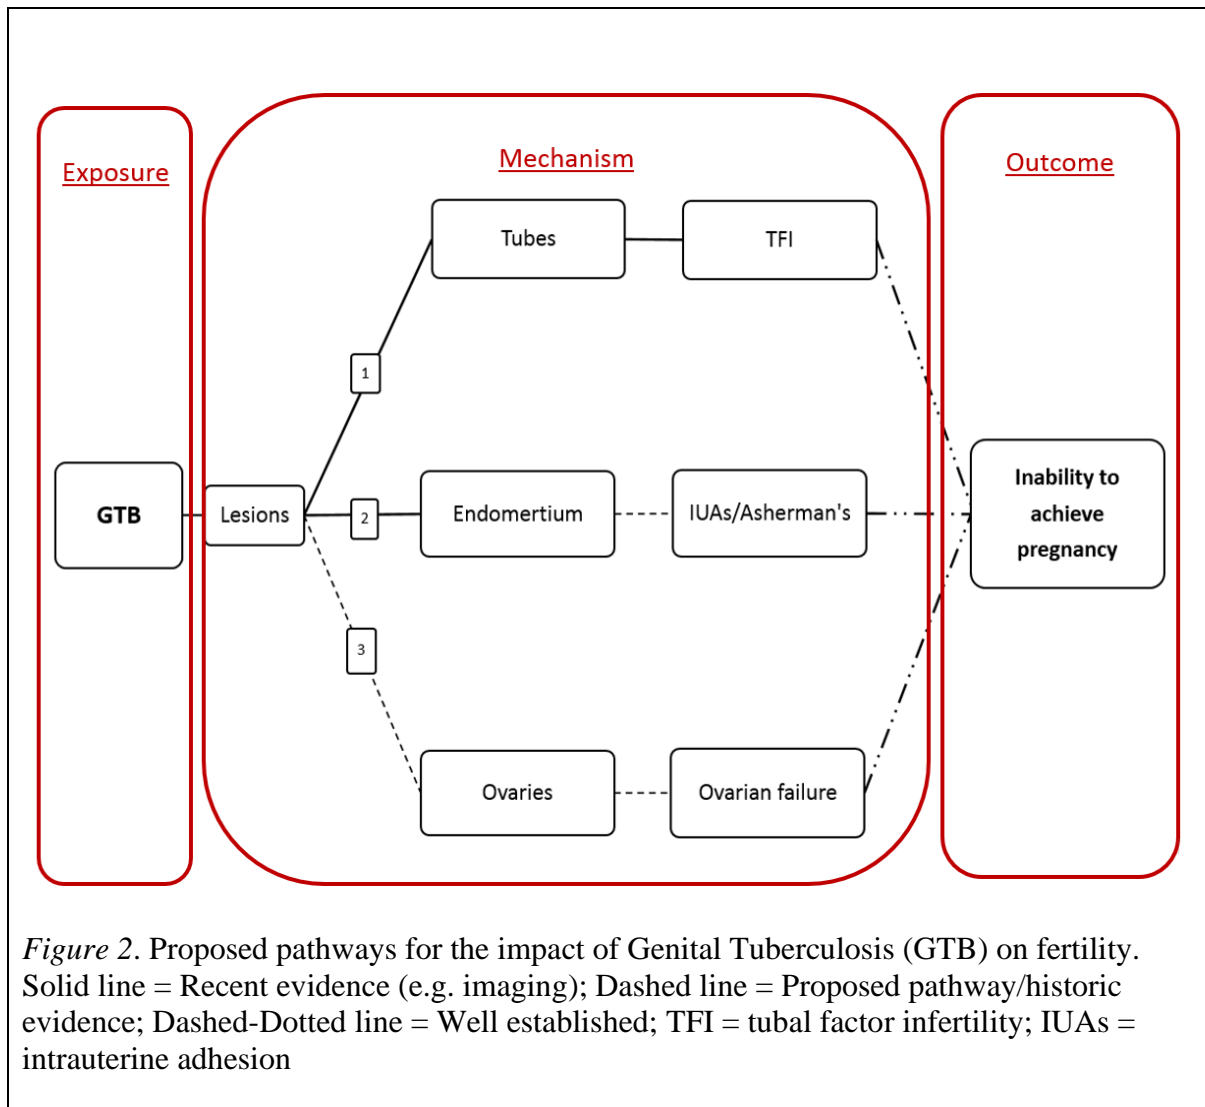 Exposure
Mechanism
Outcome
Tubes
TFI
1
GTB
Lesions
2
Endomertium
IUAs/Asherman's
Inability to
achieve
pregnancy
3
Ovaries
Ovarian failure
Figure 2. Proposed pathways for the impact of Genital Tuberculosis (GTB) on fertility.
Solid line = Recent evidence (e.g. imaging); Dashed line = Proposed pathway/historic
evidence; Dashed-Dotted line = Well established; TFI = tubal factor infertility; IUAs =
intrauterine adhesion